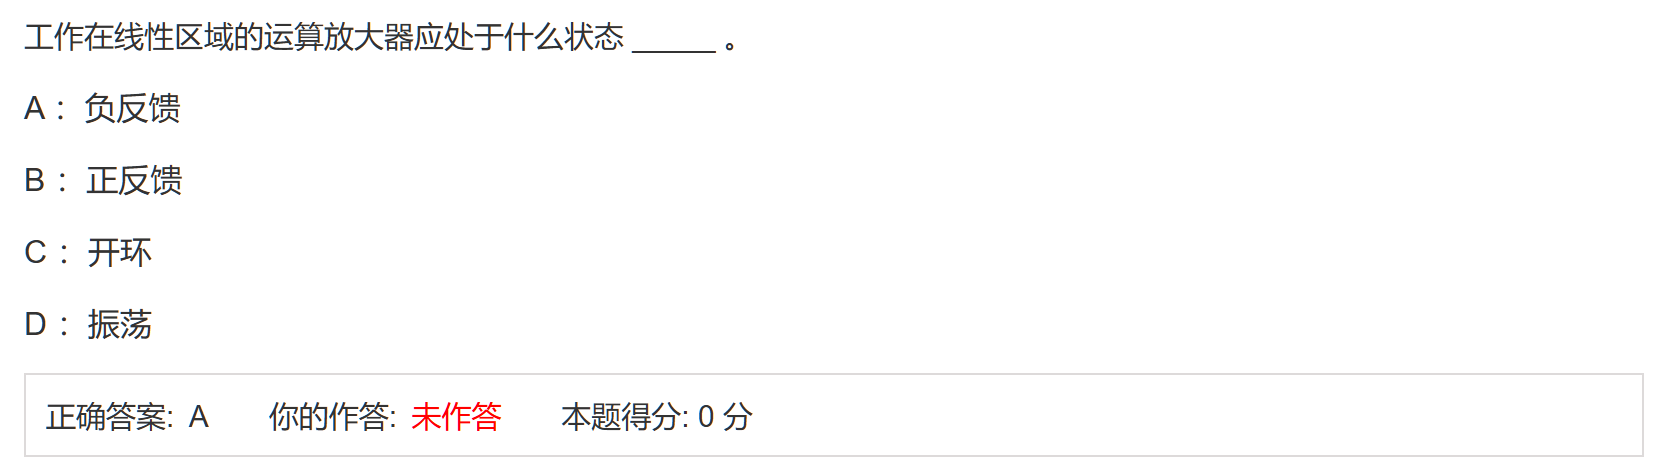 工作在线性区域的运算放大器应处于什么状态 _____ 。
A： 负反馈
B： 正反馈
C： 开环
D： 振荡
正确答案: A 你的作答: 未作答 本题得分: 0 分